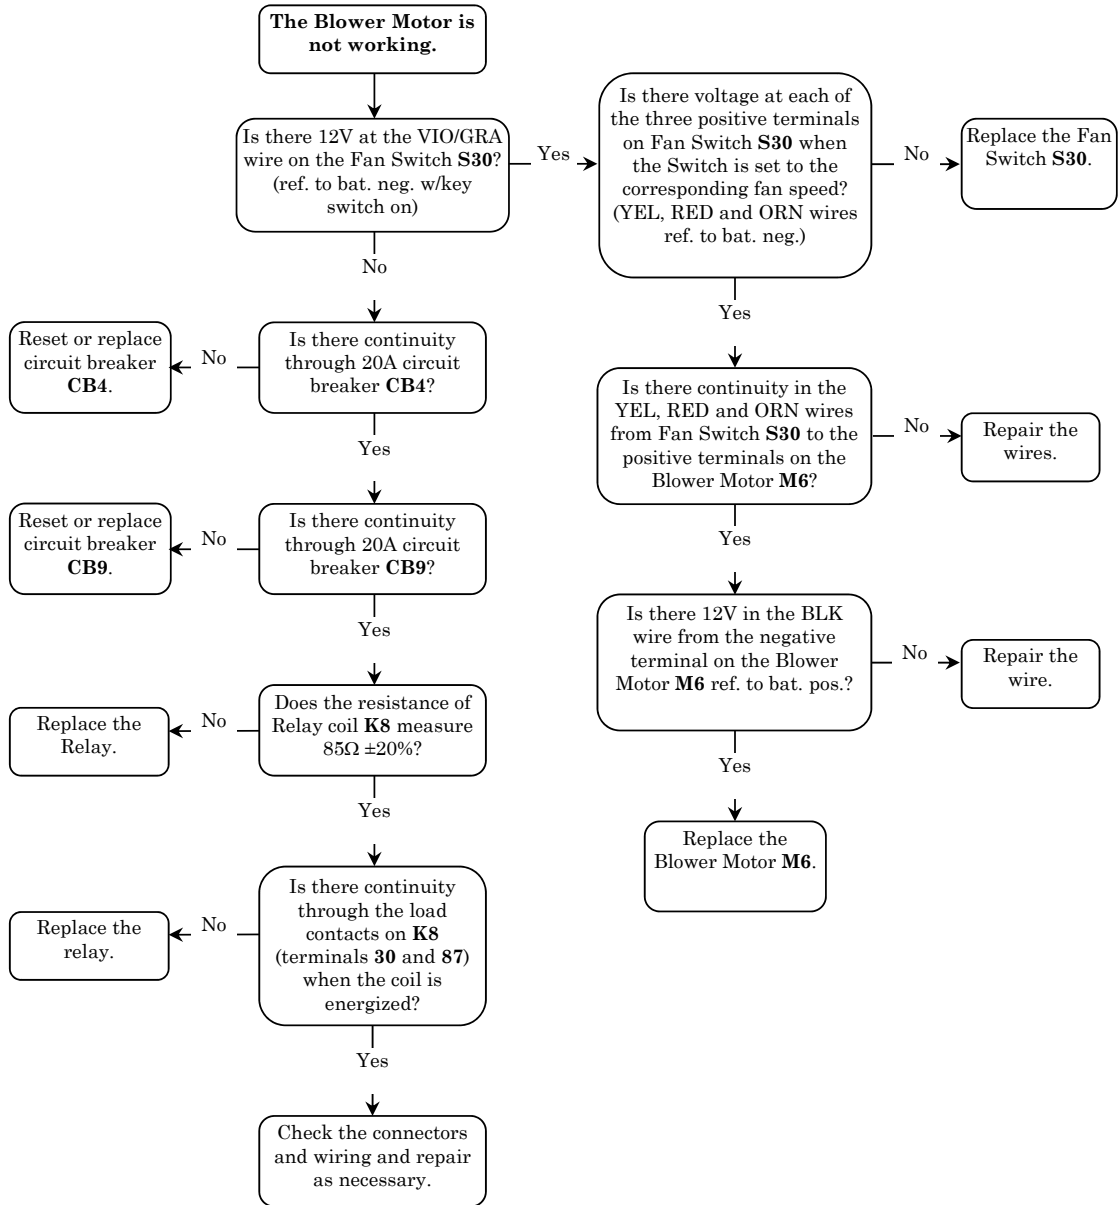 The Blower Motor is
not working.
Is there 12V at the VIO/GRA
wire on the Fan Switch S30?
(ref. to bat. neg. w/key
switch on)
Yes
Is there voltage at each of
the three positive terminals
on Fan Switch S30 when
the Switch is set to the
corresponding fan speed?
(YEL, RED and ORN wires
ref. to bat. neg.)
No
Replace the Fan
Switch S30.
No
Yes
Reset or replace
circuit breaker
CB4.
No
Is there continuity
through 20A circuit
breaker CB4?
Is there continuity in the
YEL, RED and ORN wires
from Fan Switch S30 to the
positive terminals on the
Blower Motor M6?
No
Repair the
wires.
Yes
Reset or replace
circuit breaker
CB9.
No
Is there continuity
through 20A circuit
breaker CB9?
Yes
Yes
Is there 12V in the BLK
wire from the negative
terminal on the Blower
Motor M6 ref. to bat. pos.?
No
Repair the
wire.
Replace the
Relay.
No
Does the resistance of
Relay coil K8 measure
85Ω ±20%?
Yes
Yes
Replace the
Blower Motor M6.
Replace the
relay.
No
Is there continuity
through the load
contacts on K8
(terminals 30 and 87)
when the coil is
energized?
Yes
Check the connectors
and wiring and repair
as necessary.